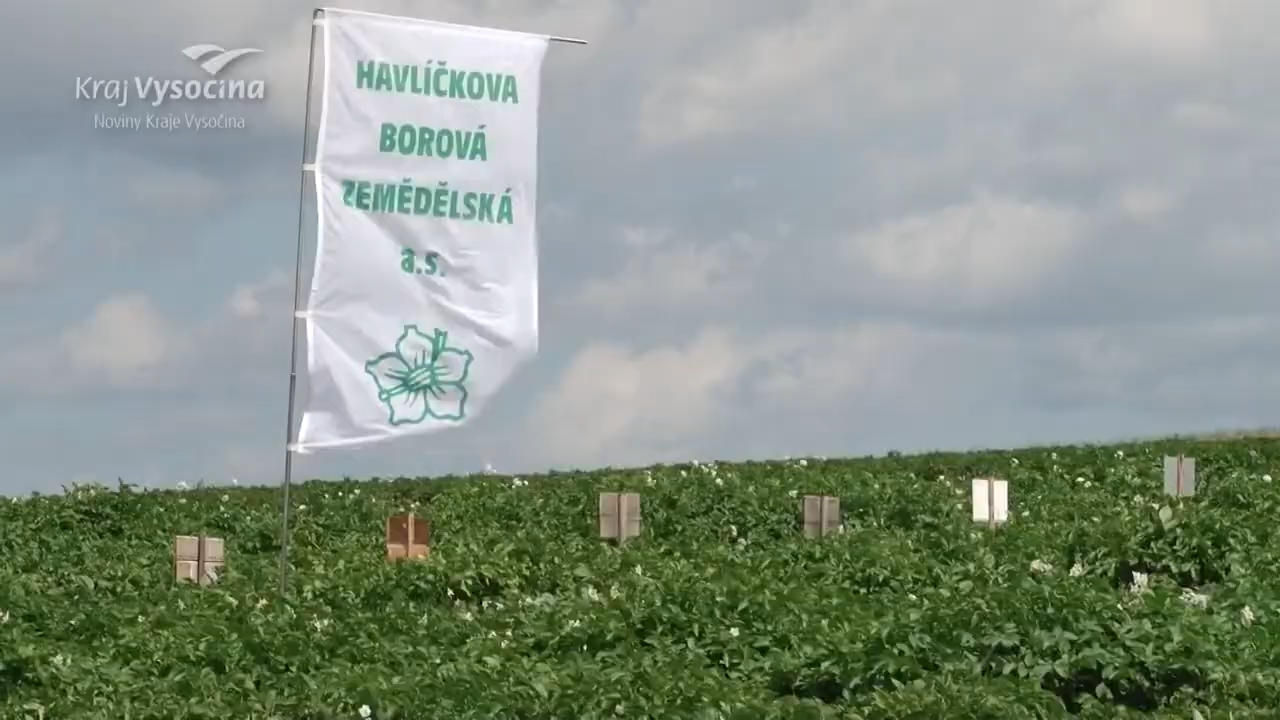 Kraj Vysočina
Noviny Kraje Vysočina
HAVLÍČKOVA
BOROVÁ
ZEMĚDĚLSKÁ
a.s.